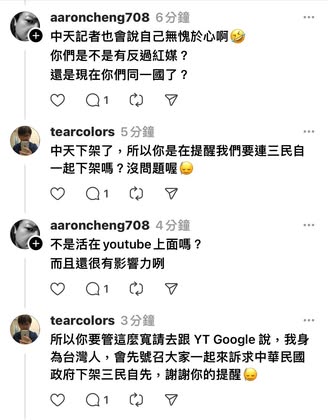 aaroncheng708 6分鐘
中天記者也會說自己無愧於心啊🤣
你們是不是有反過紅媒？
還是現在你們同一國了？
1
tearcolors 5分鐘
中天下架了，所以你是在提醒我們要連三民自
一起下架嗎？沒問題喔😏
1
aaroncheng708 4分鐘
不是活在youtube上面嗎？
而且還很有影響力咧
1
tearcolors 3分鐘
所以你要管這麼寬請去跟 YT Google 說，我身
為台灣人，會先號召大家一起來訴求中華民國
政府下架三民自先，謝謝你的提醒😏
1